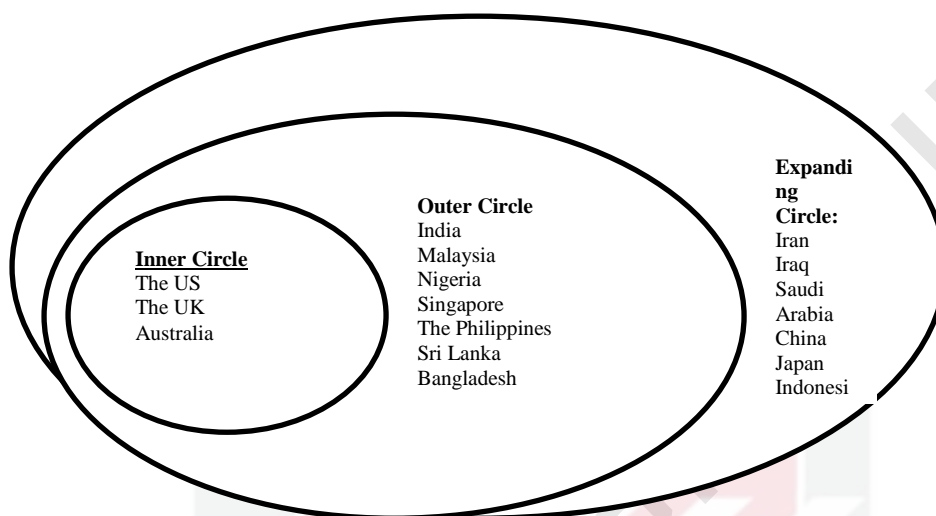 Inner Circle
The US
The UK
Australia
Outer Circle
India
Malaysia
Nigeria
Singapore
The Philippines
Sri Lanka
Bangladesh
Expandi
ng
Circle:
Iran
Iraq
Saudi
Arabia
China
Japan
Indonesi